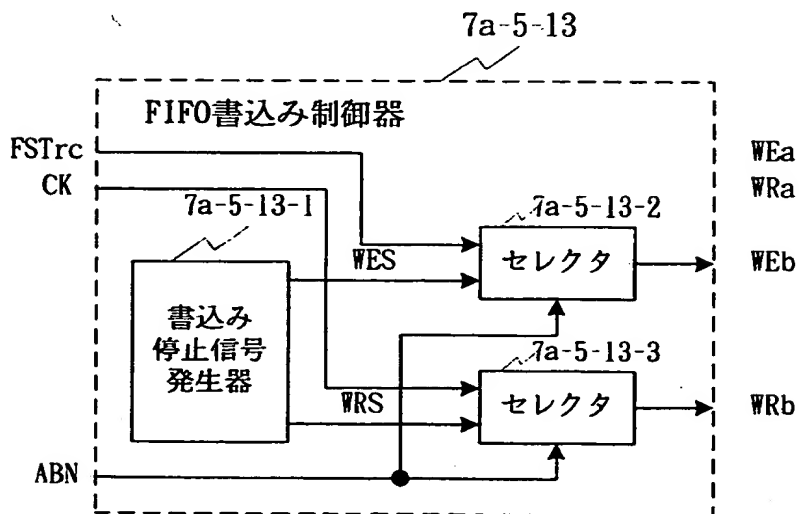 7a-5-13
FIFO書込み制御器
FSTrc
WEa
CK
WRa
7a-5-13-1
7a-5-13-2
WES
セレクタ
WEb
書込み
停止信号
発生器
7a-5-13-3
WRS
セレクタ
WRb
ABN